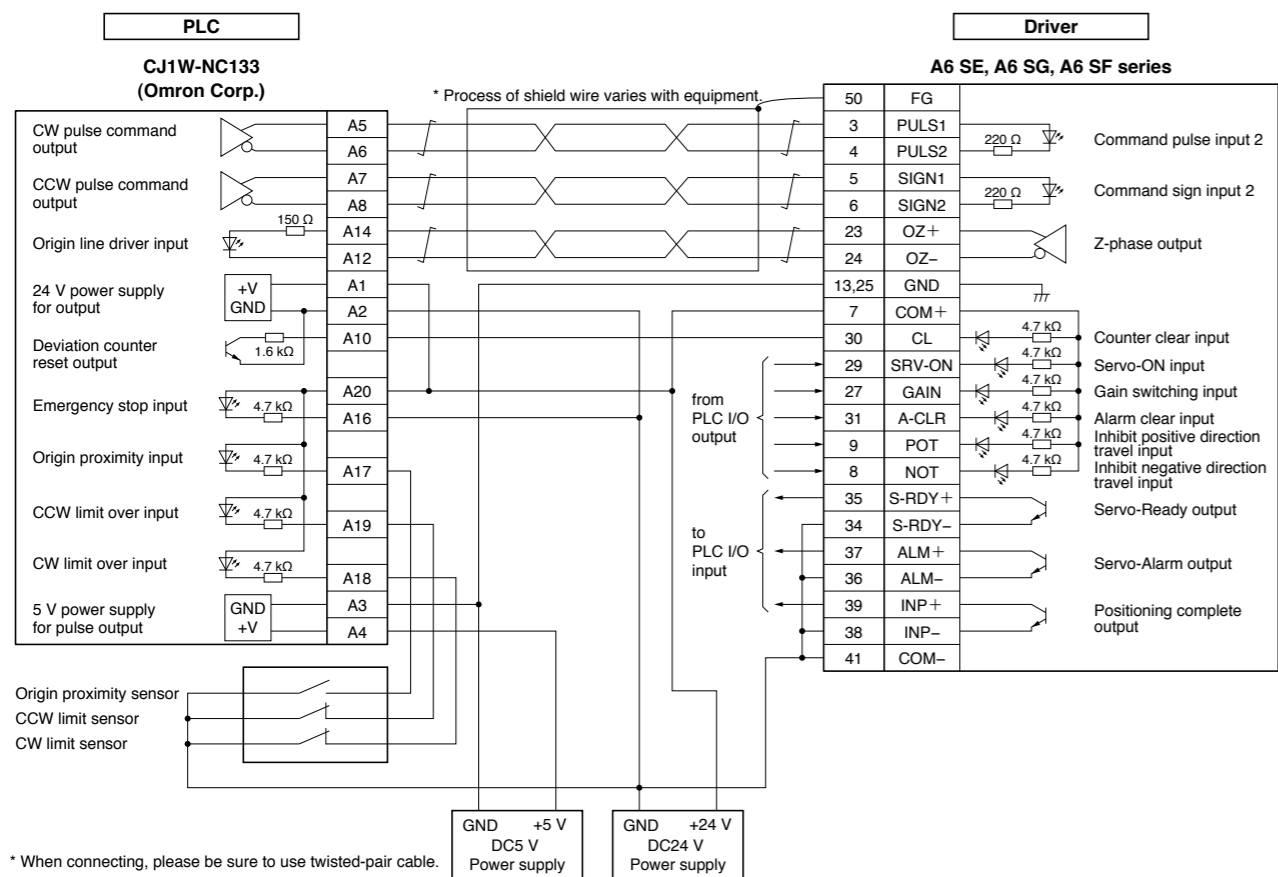 PLC
CJ1W-NC133
(Omron Corp.)
Driver
A6 SE, A6 SG, A6 SF series
* Process of shield wire varies with equipment.
CW pulse command
output
A5
A6
CCW pulse command
output
A7
A8
Origin line driver input
150 Ω
A14
A12
24 V power supply
for output
+V
GND
A1
A2
Deviation counter
reset output
1.6 kΩ
A10
A20
Emergency stop input
4.7 kΩ
A16
Origin proximity input
4.7 kΩ
A17
CCW limit over input
4.7 kΩ
A19
CW limit over input
4.7 kΩ
A18
5 V power supply
for pulse output
GND
+V
A3
A4
50 FG
3 PULS1
4 PULS2
220 Ω
Command pulse input 2
5 SIGN1
6 SIGN2
220 Ω
Command sign input 2
23 OZ+
24 OZ−
Z-phase output
13,25 GND
7 COM+
30 CL 4.7 kΩ Counter clear input
29 SRV-ON 4.7 kΩ Servo-ON input
27 GAIN 4.7 kΩ Gain switching input
31 A-CLR 4.7 kΩ Alarm clear input
9 POT 4.7 kΩ Inhibit positive direction
travel input
8 NOT 4.7 kΩ Inhibit negative direction
travel input
from
PLC I/O
output
35 S-RDY+
34 S-RDY−
Servo-Ready output
37 ALM+
36 ALM−
Servo-Alarm output
39 INP+
38 INP−
Positioning complete
output
41 COM−
to
PLC I/O
input
Origin proximity sensor
CCW limit sensor
CW limit sensor
GND +5 V
DC5 V
Power supply
GND +24 V
DC24 V
Power supply
* When connecting, please be sure to use twisted-pair cable.